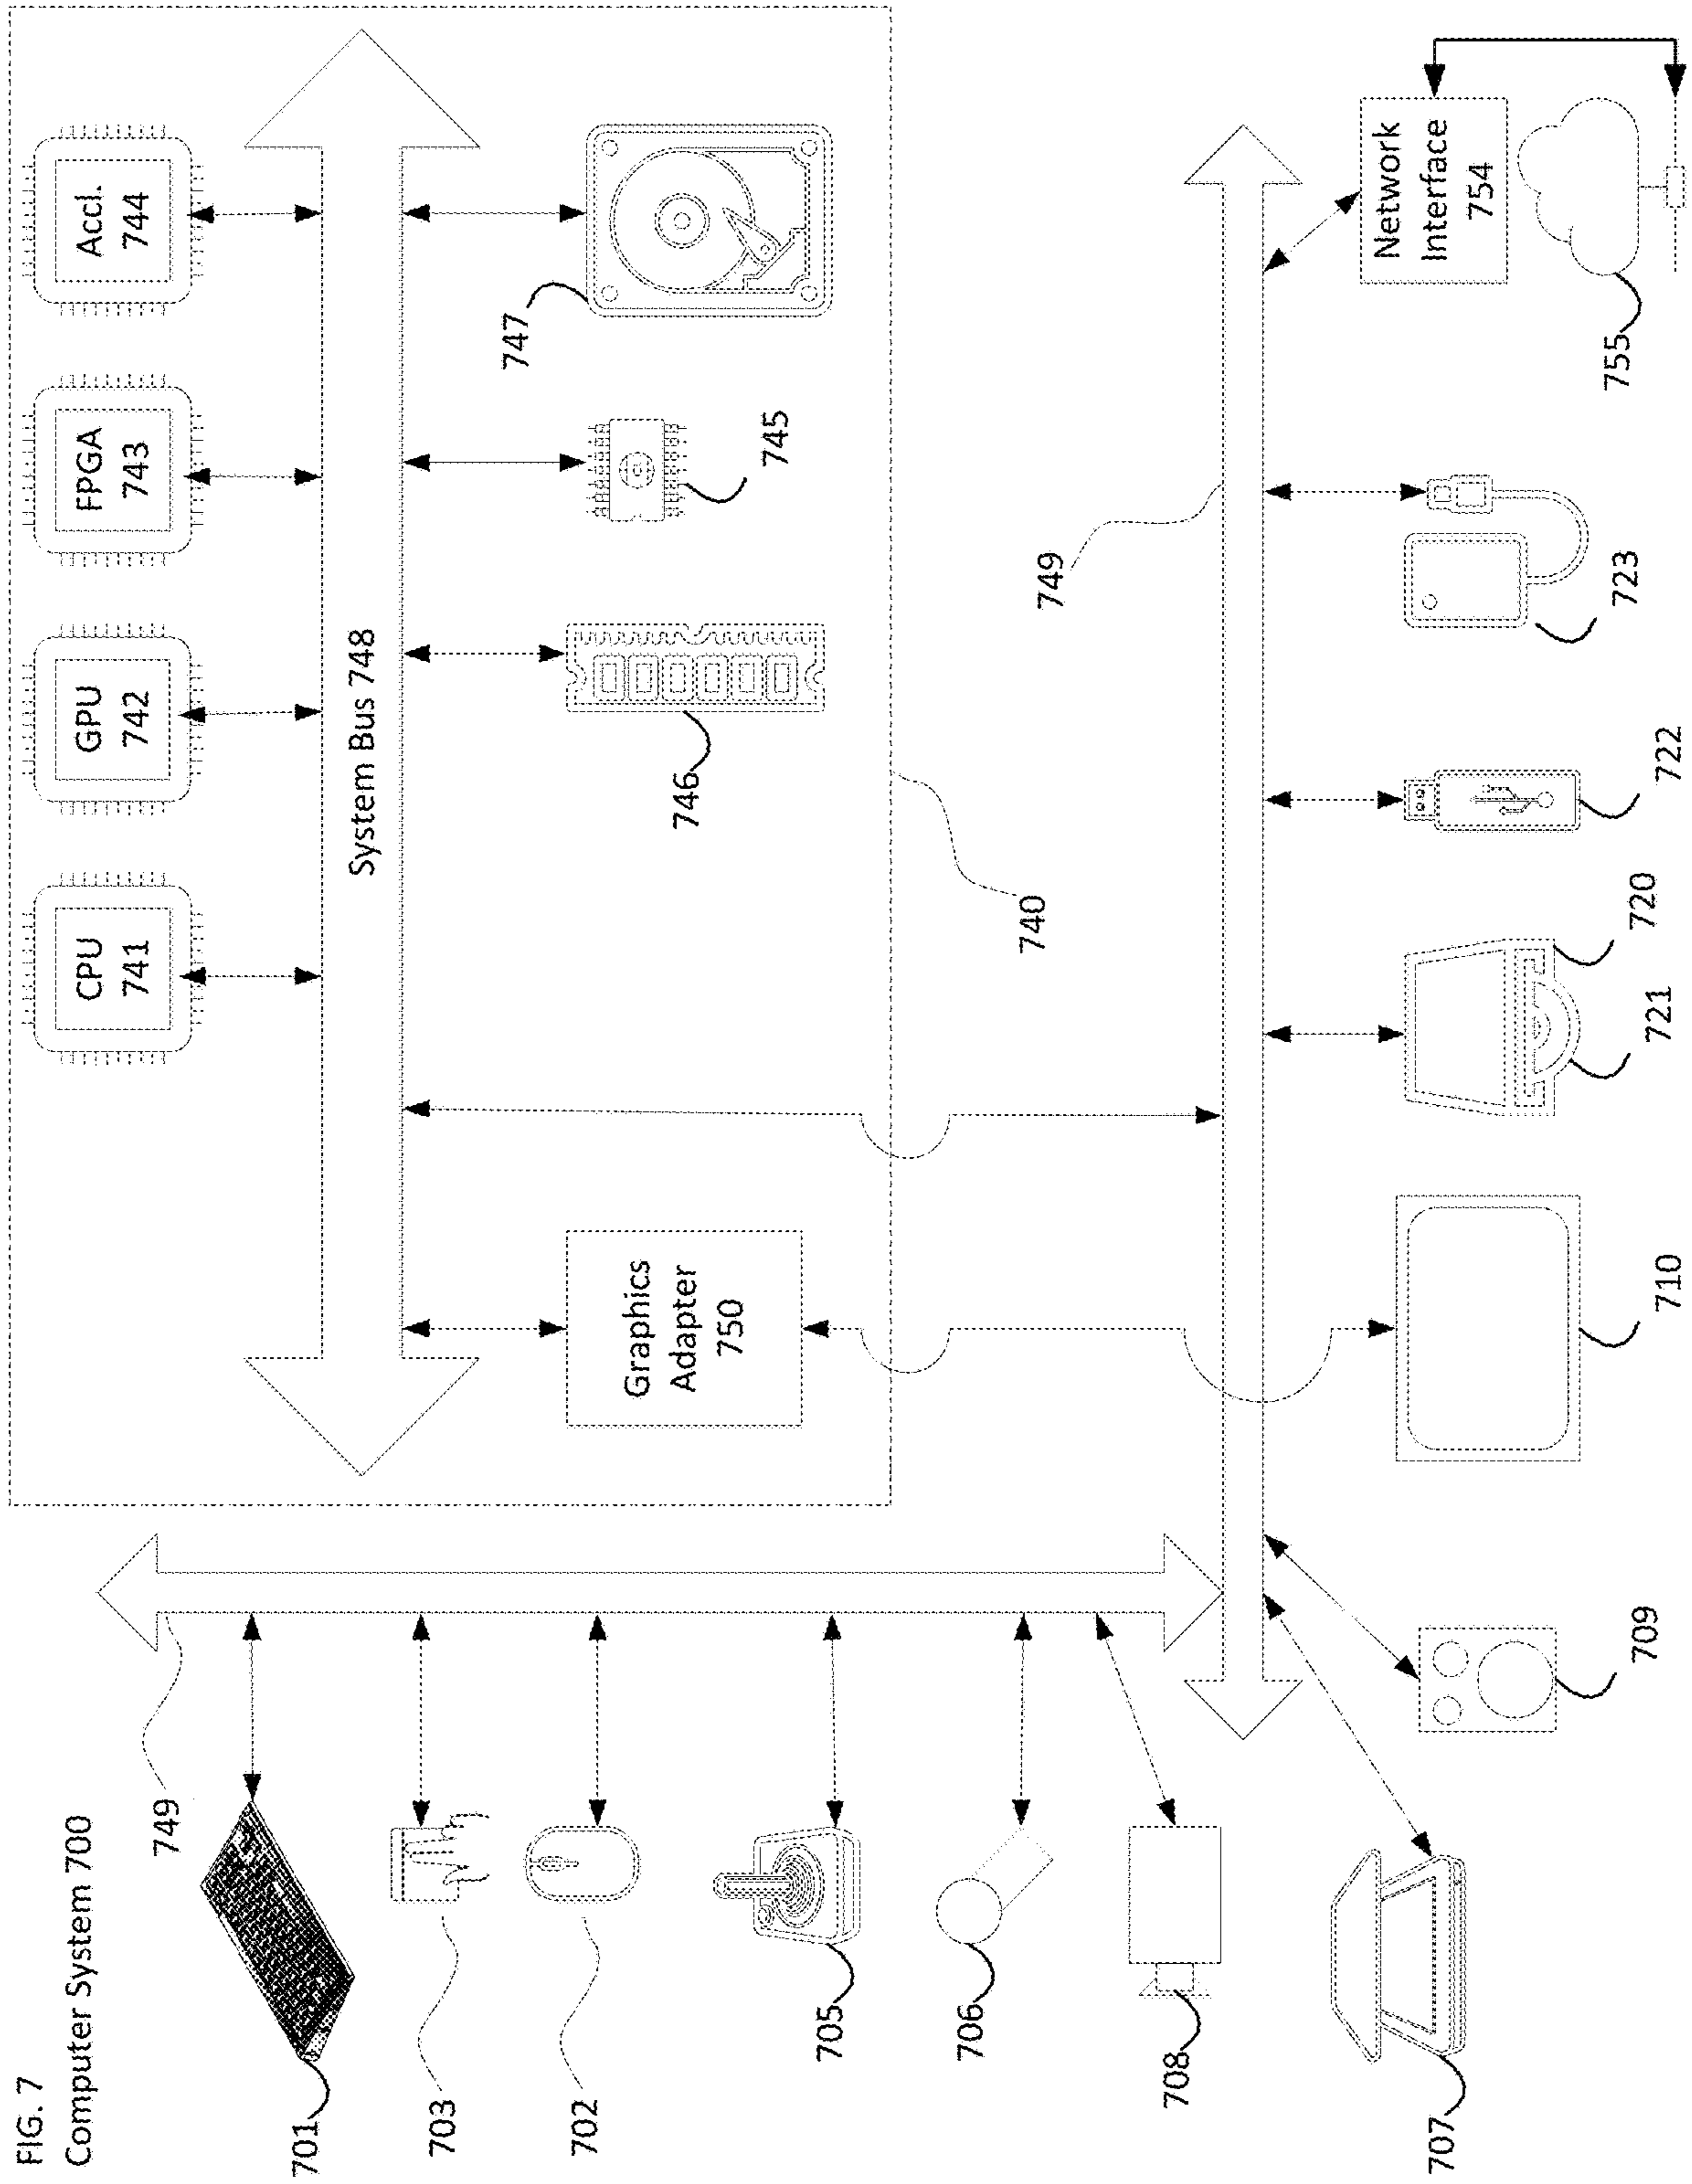 FIG. 7
Computer System 700
701
749
703
702
705
706
708
707
CPU
741
GPU
742
FPGA
743
Accl.
744
System Bus 748
Graphics
Adapter
750
746
745
747
740
749
709
710
721
720
722
723
755
Network
Interface
754